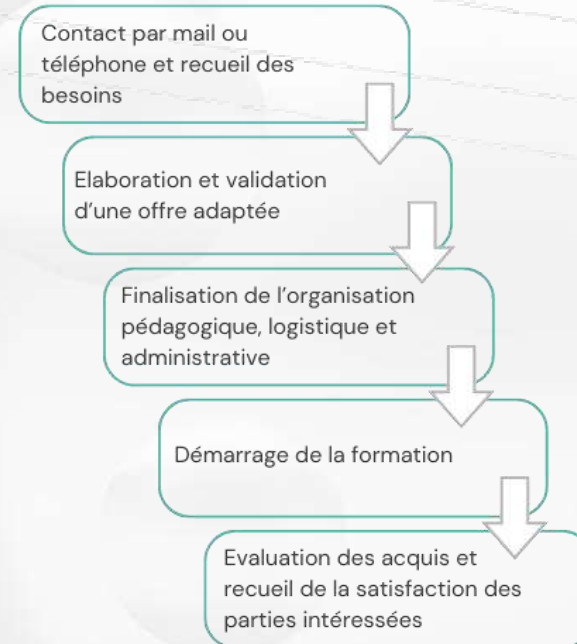 Contact par mail ou
téléphone et recueil des
besoins
Elaboration et validation
d'une offre adaptée
Finalisation de l'organisation
pédagogique, logistique et
administrative
Démarrage de la formation
Evaluation des acquis et
recueil de la satisfaction des
parties intéressées